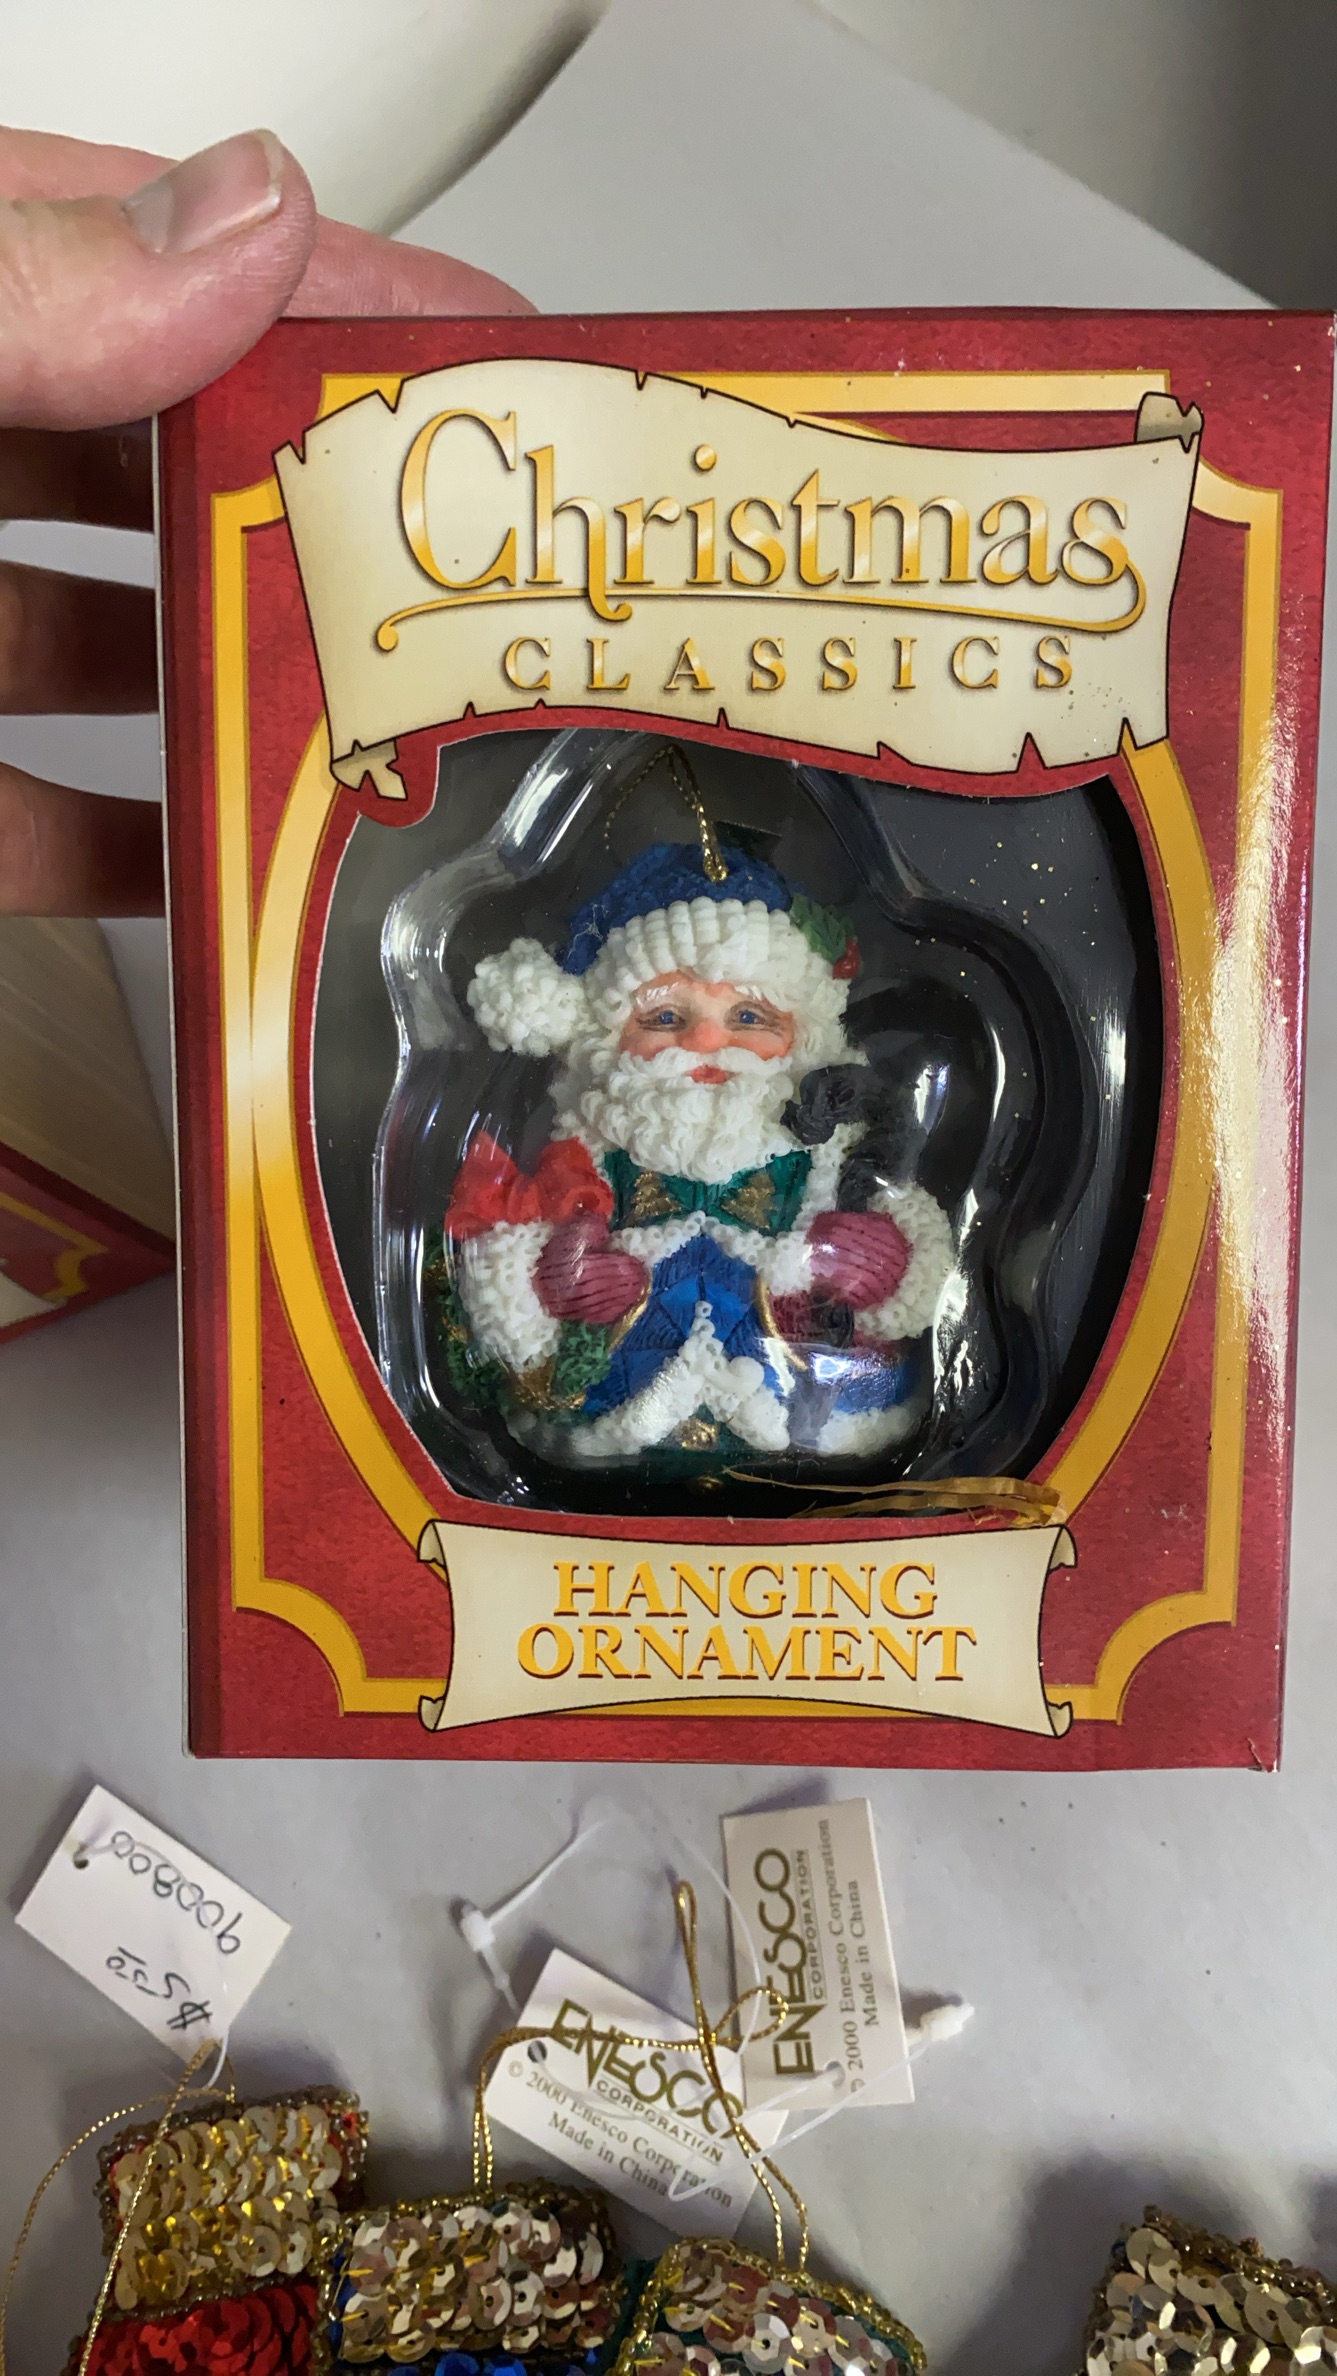 Christmas
CLASSICS
HANGING
ORNAMENT
900800
$5.50
ENESCO
CORPORATION
© 2000 Enesco Corporation
Made in China
ENESCO
CORPORATION
© 2000 Enesco Corporation
Made in China